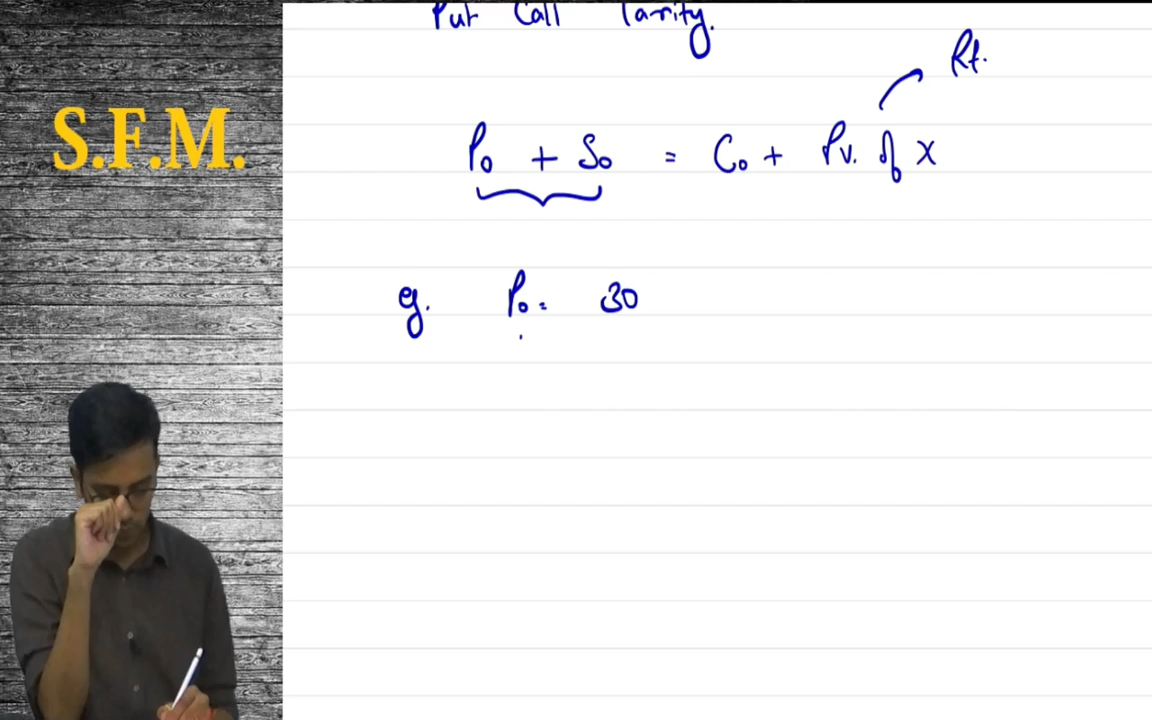 Put Call Parity.
Rf.
S.F.M.
P0 + S0 = C0 + Pv. of X
eg. P0 = 30